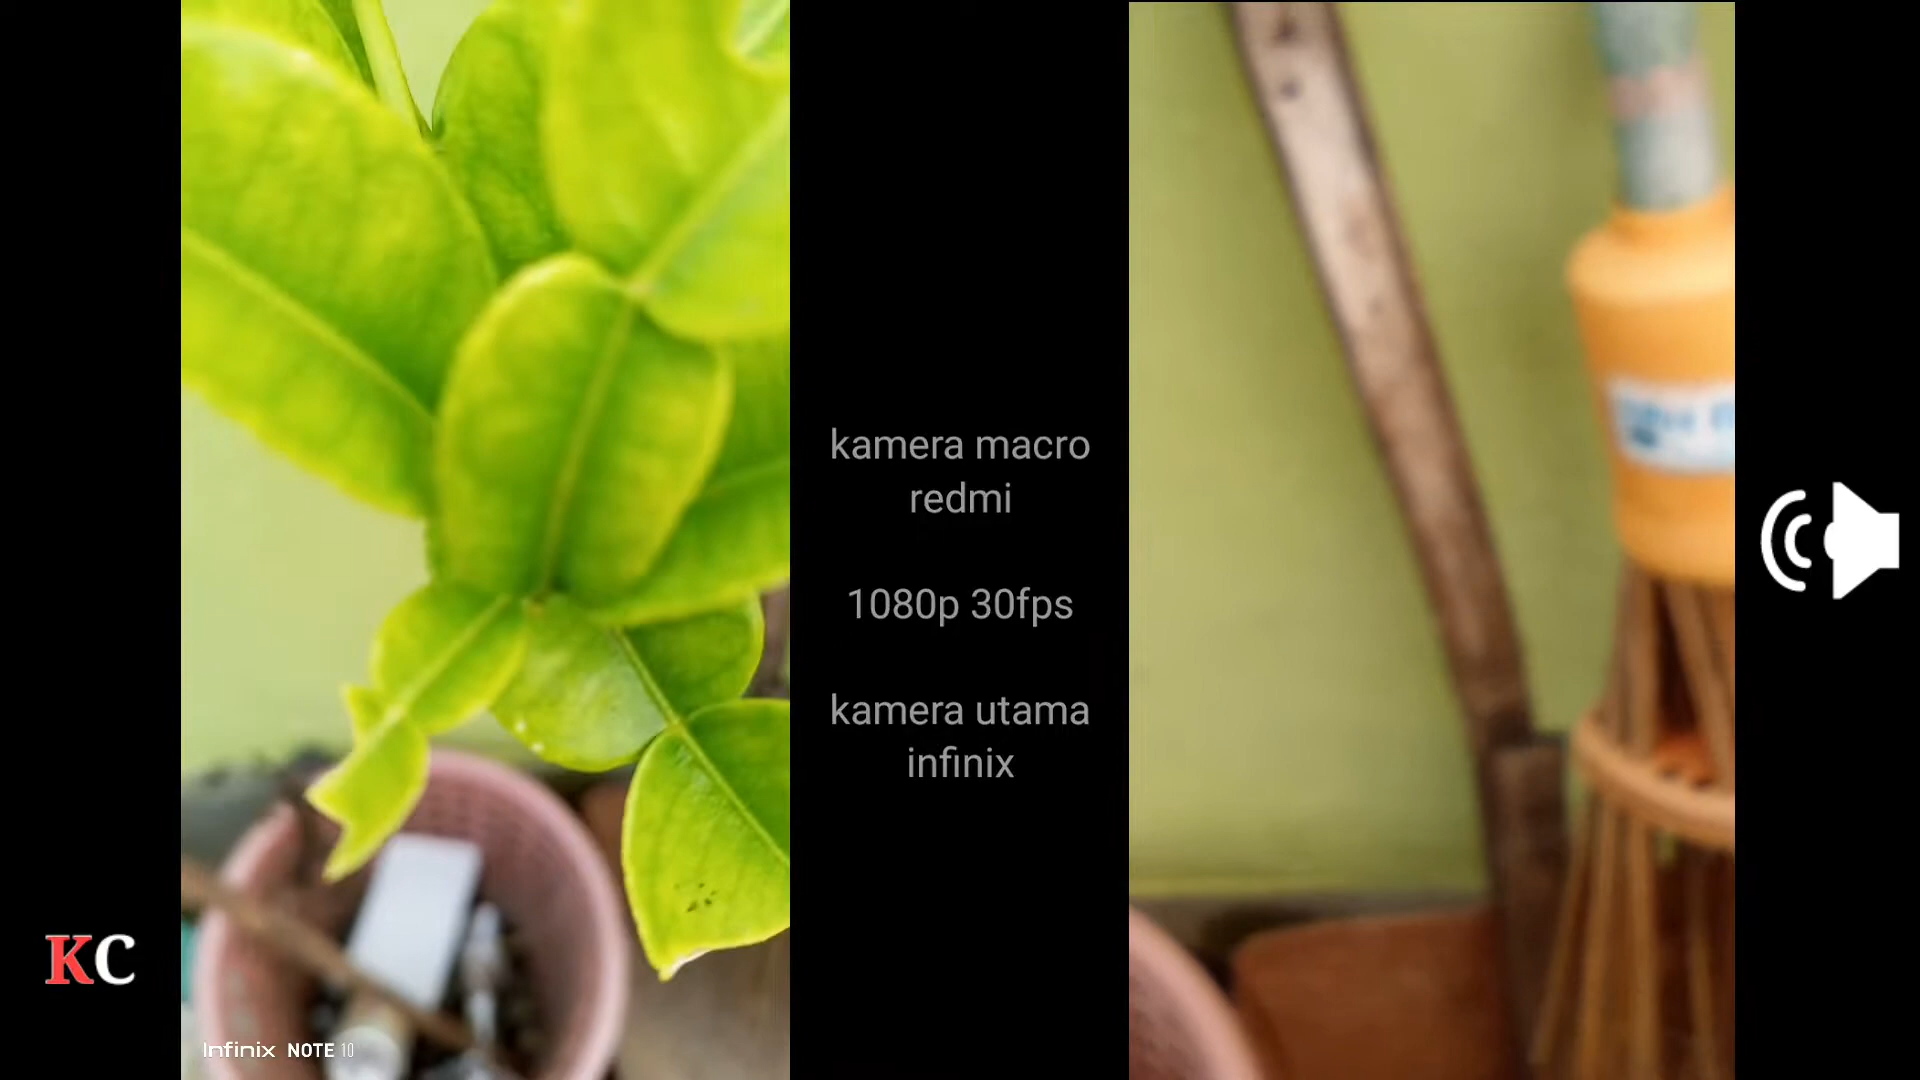 kamera macro
redmi
1080p 30fps
kamera utama
infinix
KC
Infinix NOTE 10